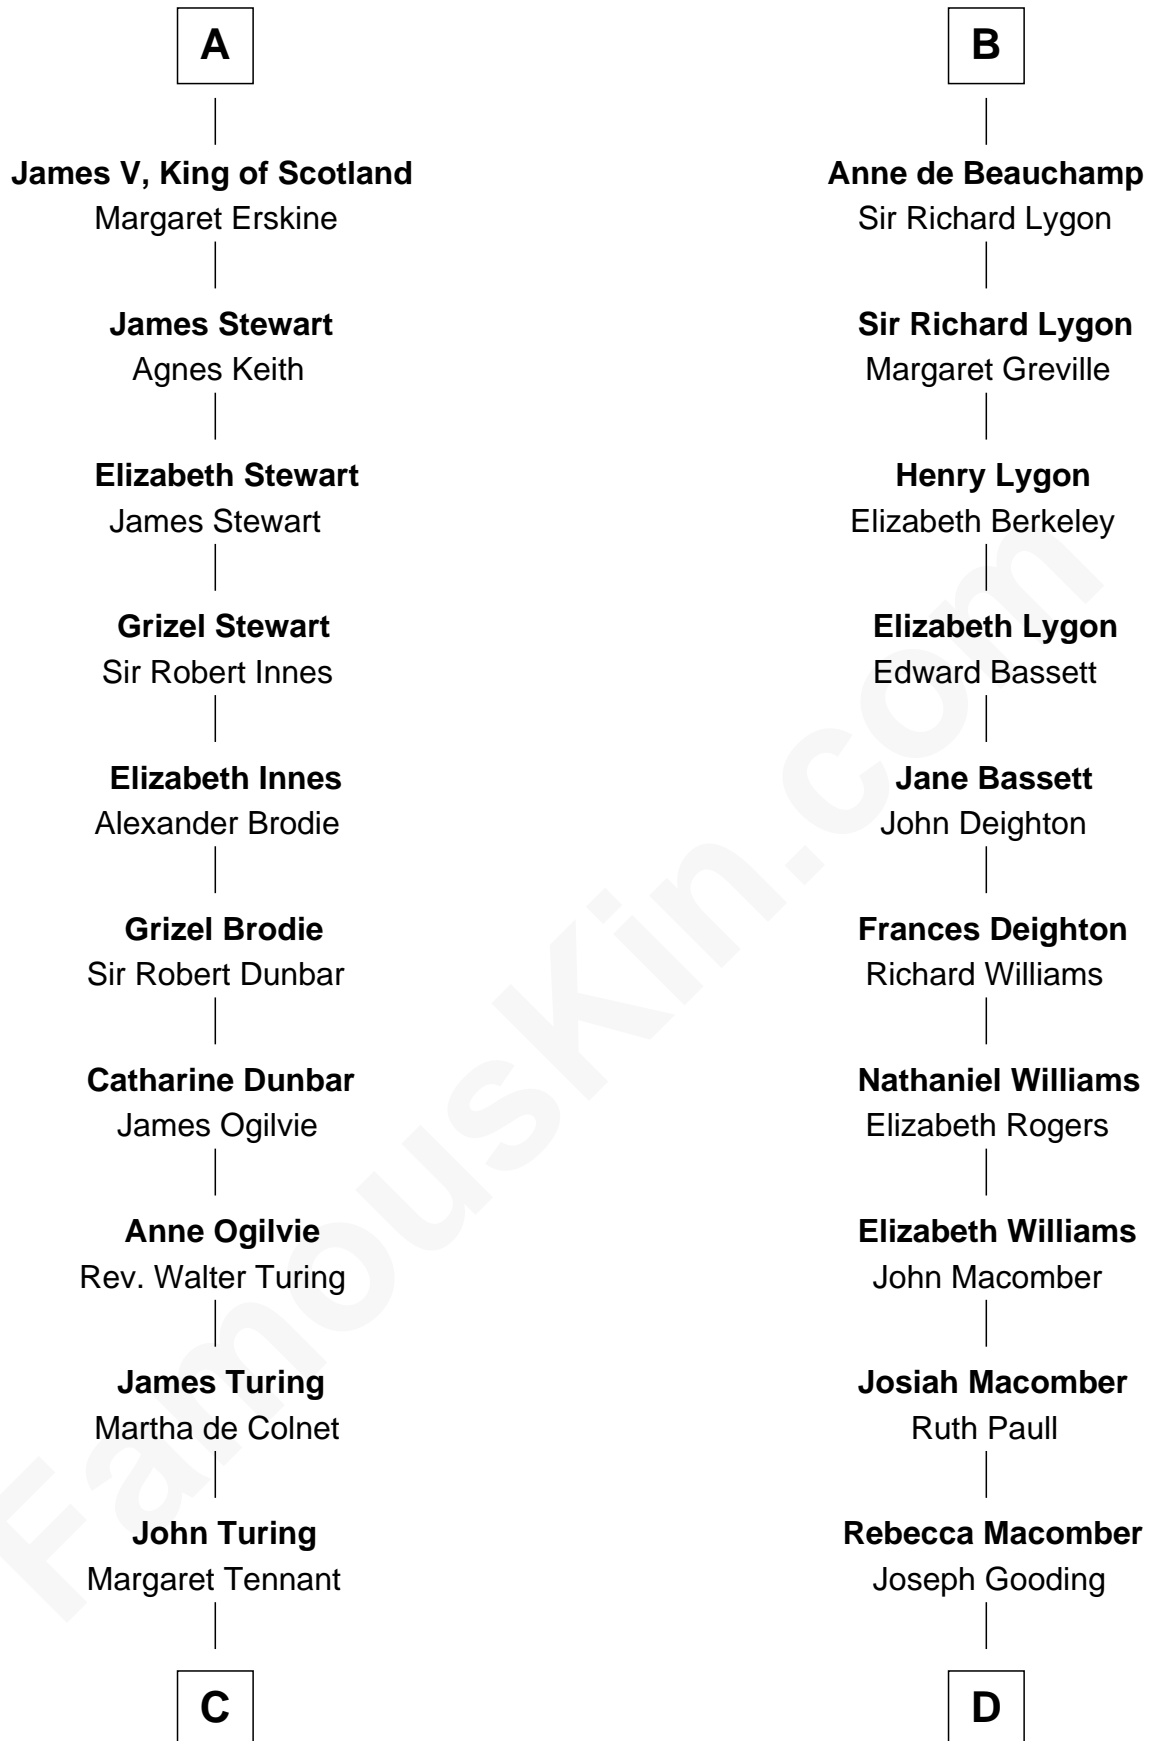 A
James V, King of Scotland
Margaret Erskine
James Stewart
Agnes Keith
Elizabeth Stewart
James Stewart
Grizel Stewart
Sir Robert Innes
Elizabeth Innes
Alexander Brodie
Grizel Brodie
Sir Robert Dunbar
Catharine Dunbar
James Ogilvie
Anne Ogilvie
Rev. Walter Turing
James Turing
Martha de Colnet
John Turing
Margaret Tennant
C
B
Anne de Beauchamp
Sir Richard Lygon
Sir Richard Lygon
Margaret Greville
Henry Lygon
Elizabeth Berkeley
Elizabeth Lygon
Edward Bassett
Jane Bassett
John Deighton
Frances Deighton
Richard Williams
Nathaniel Williams
Elizabeth Rogers
Elizabeth Williams
John Macomber
Josiah Macomber
Ruth Paull
Rebecca Macomber
Joseph Gooding
D
FamousKin.com